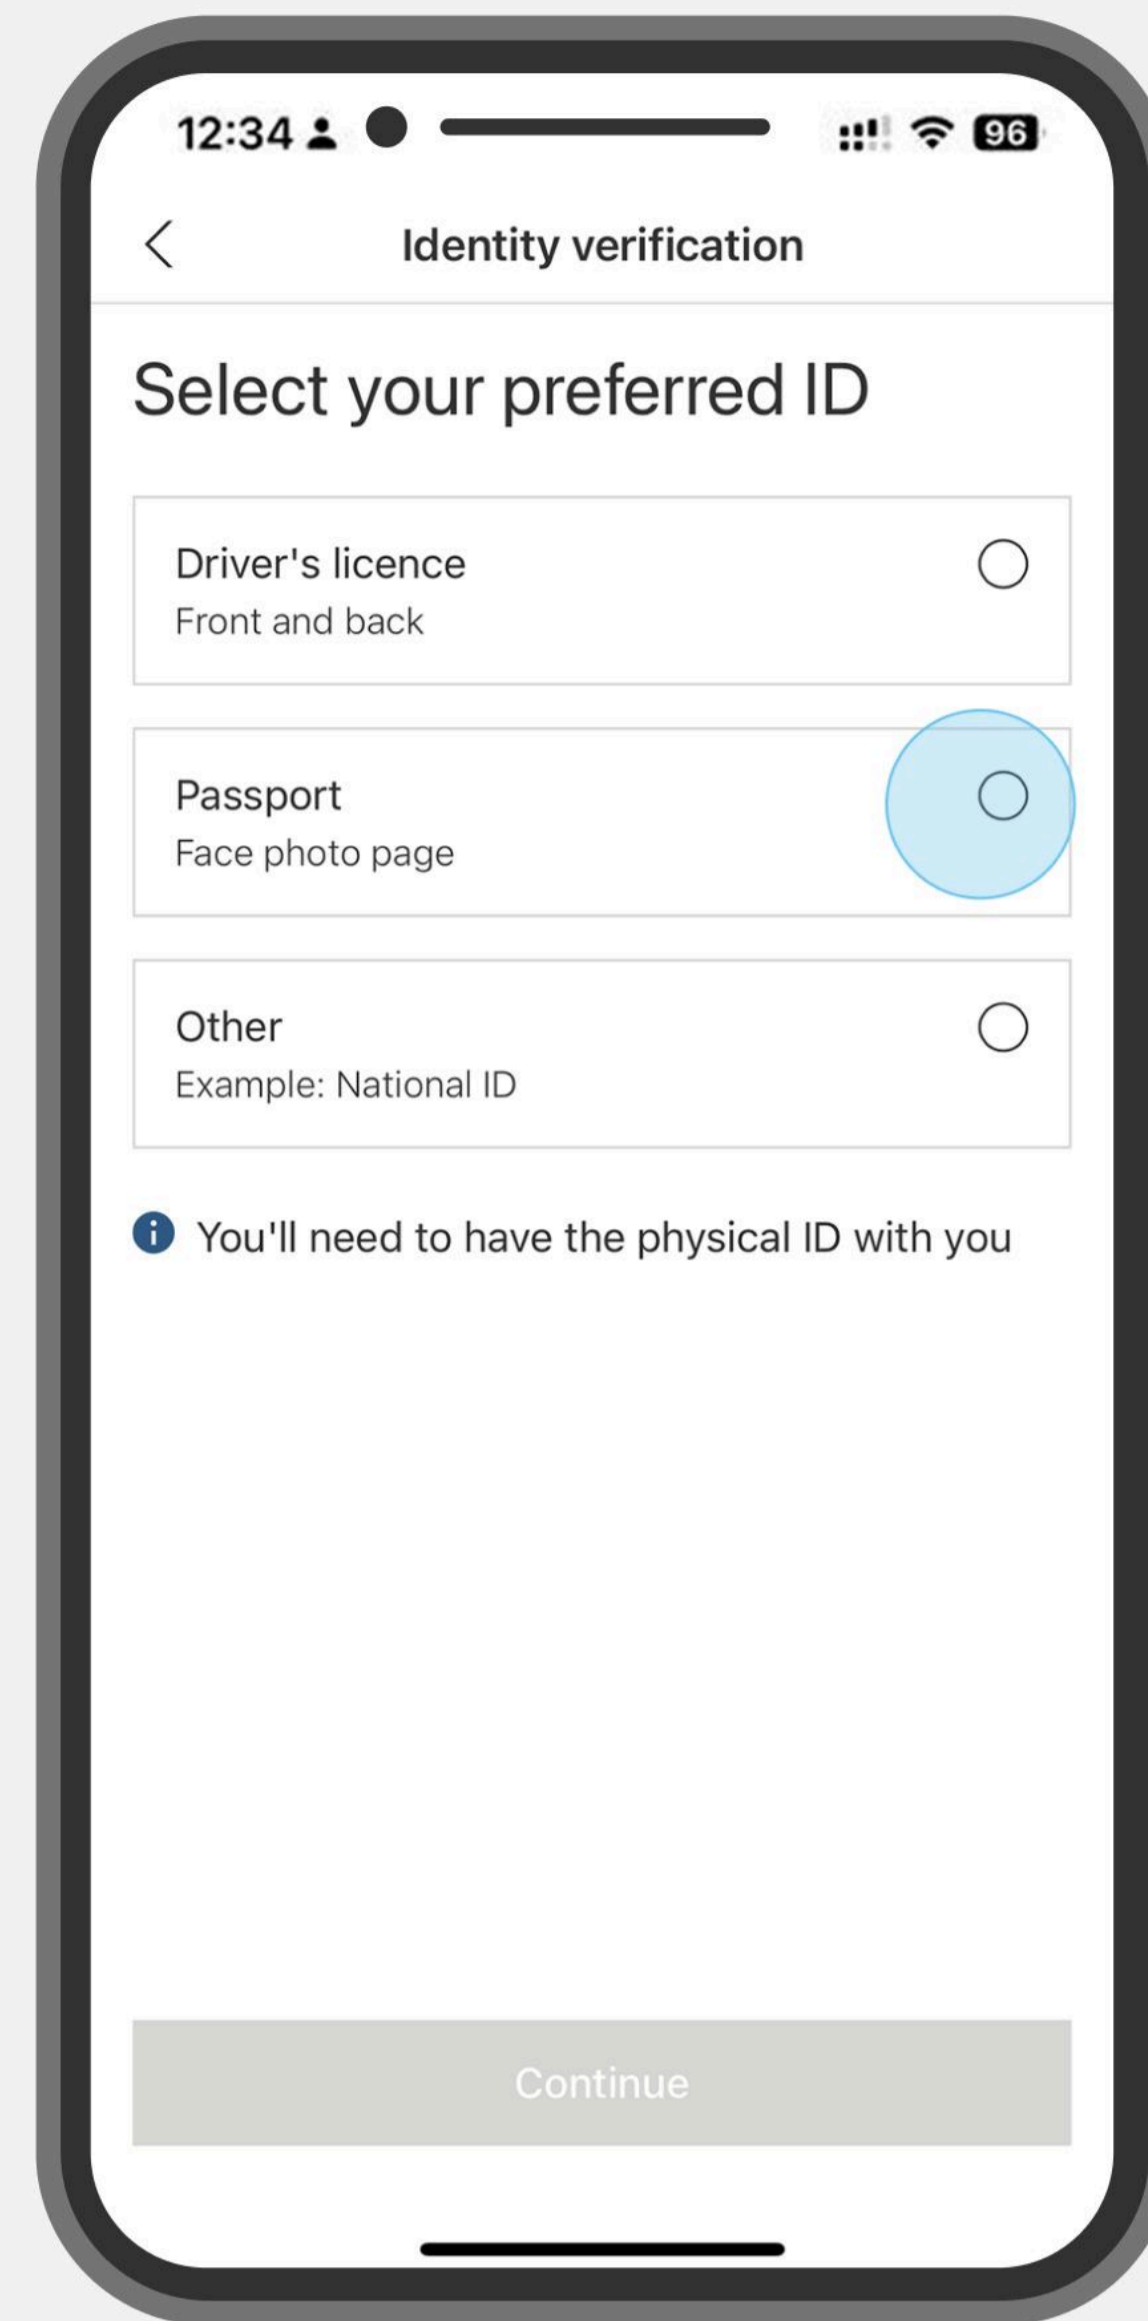 12:34
96
Identity verification
Select your preferred ID
Driver's licence
Front and back
Passport
Face photo page
Other
Example: National ID
You'll need to have the physical ID with you
Continue